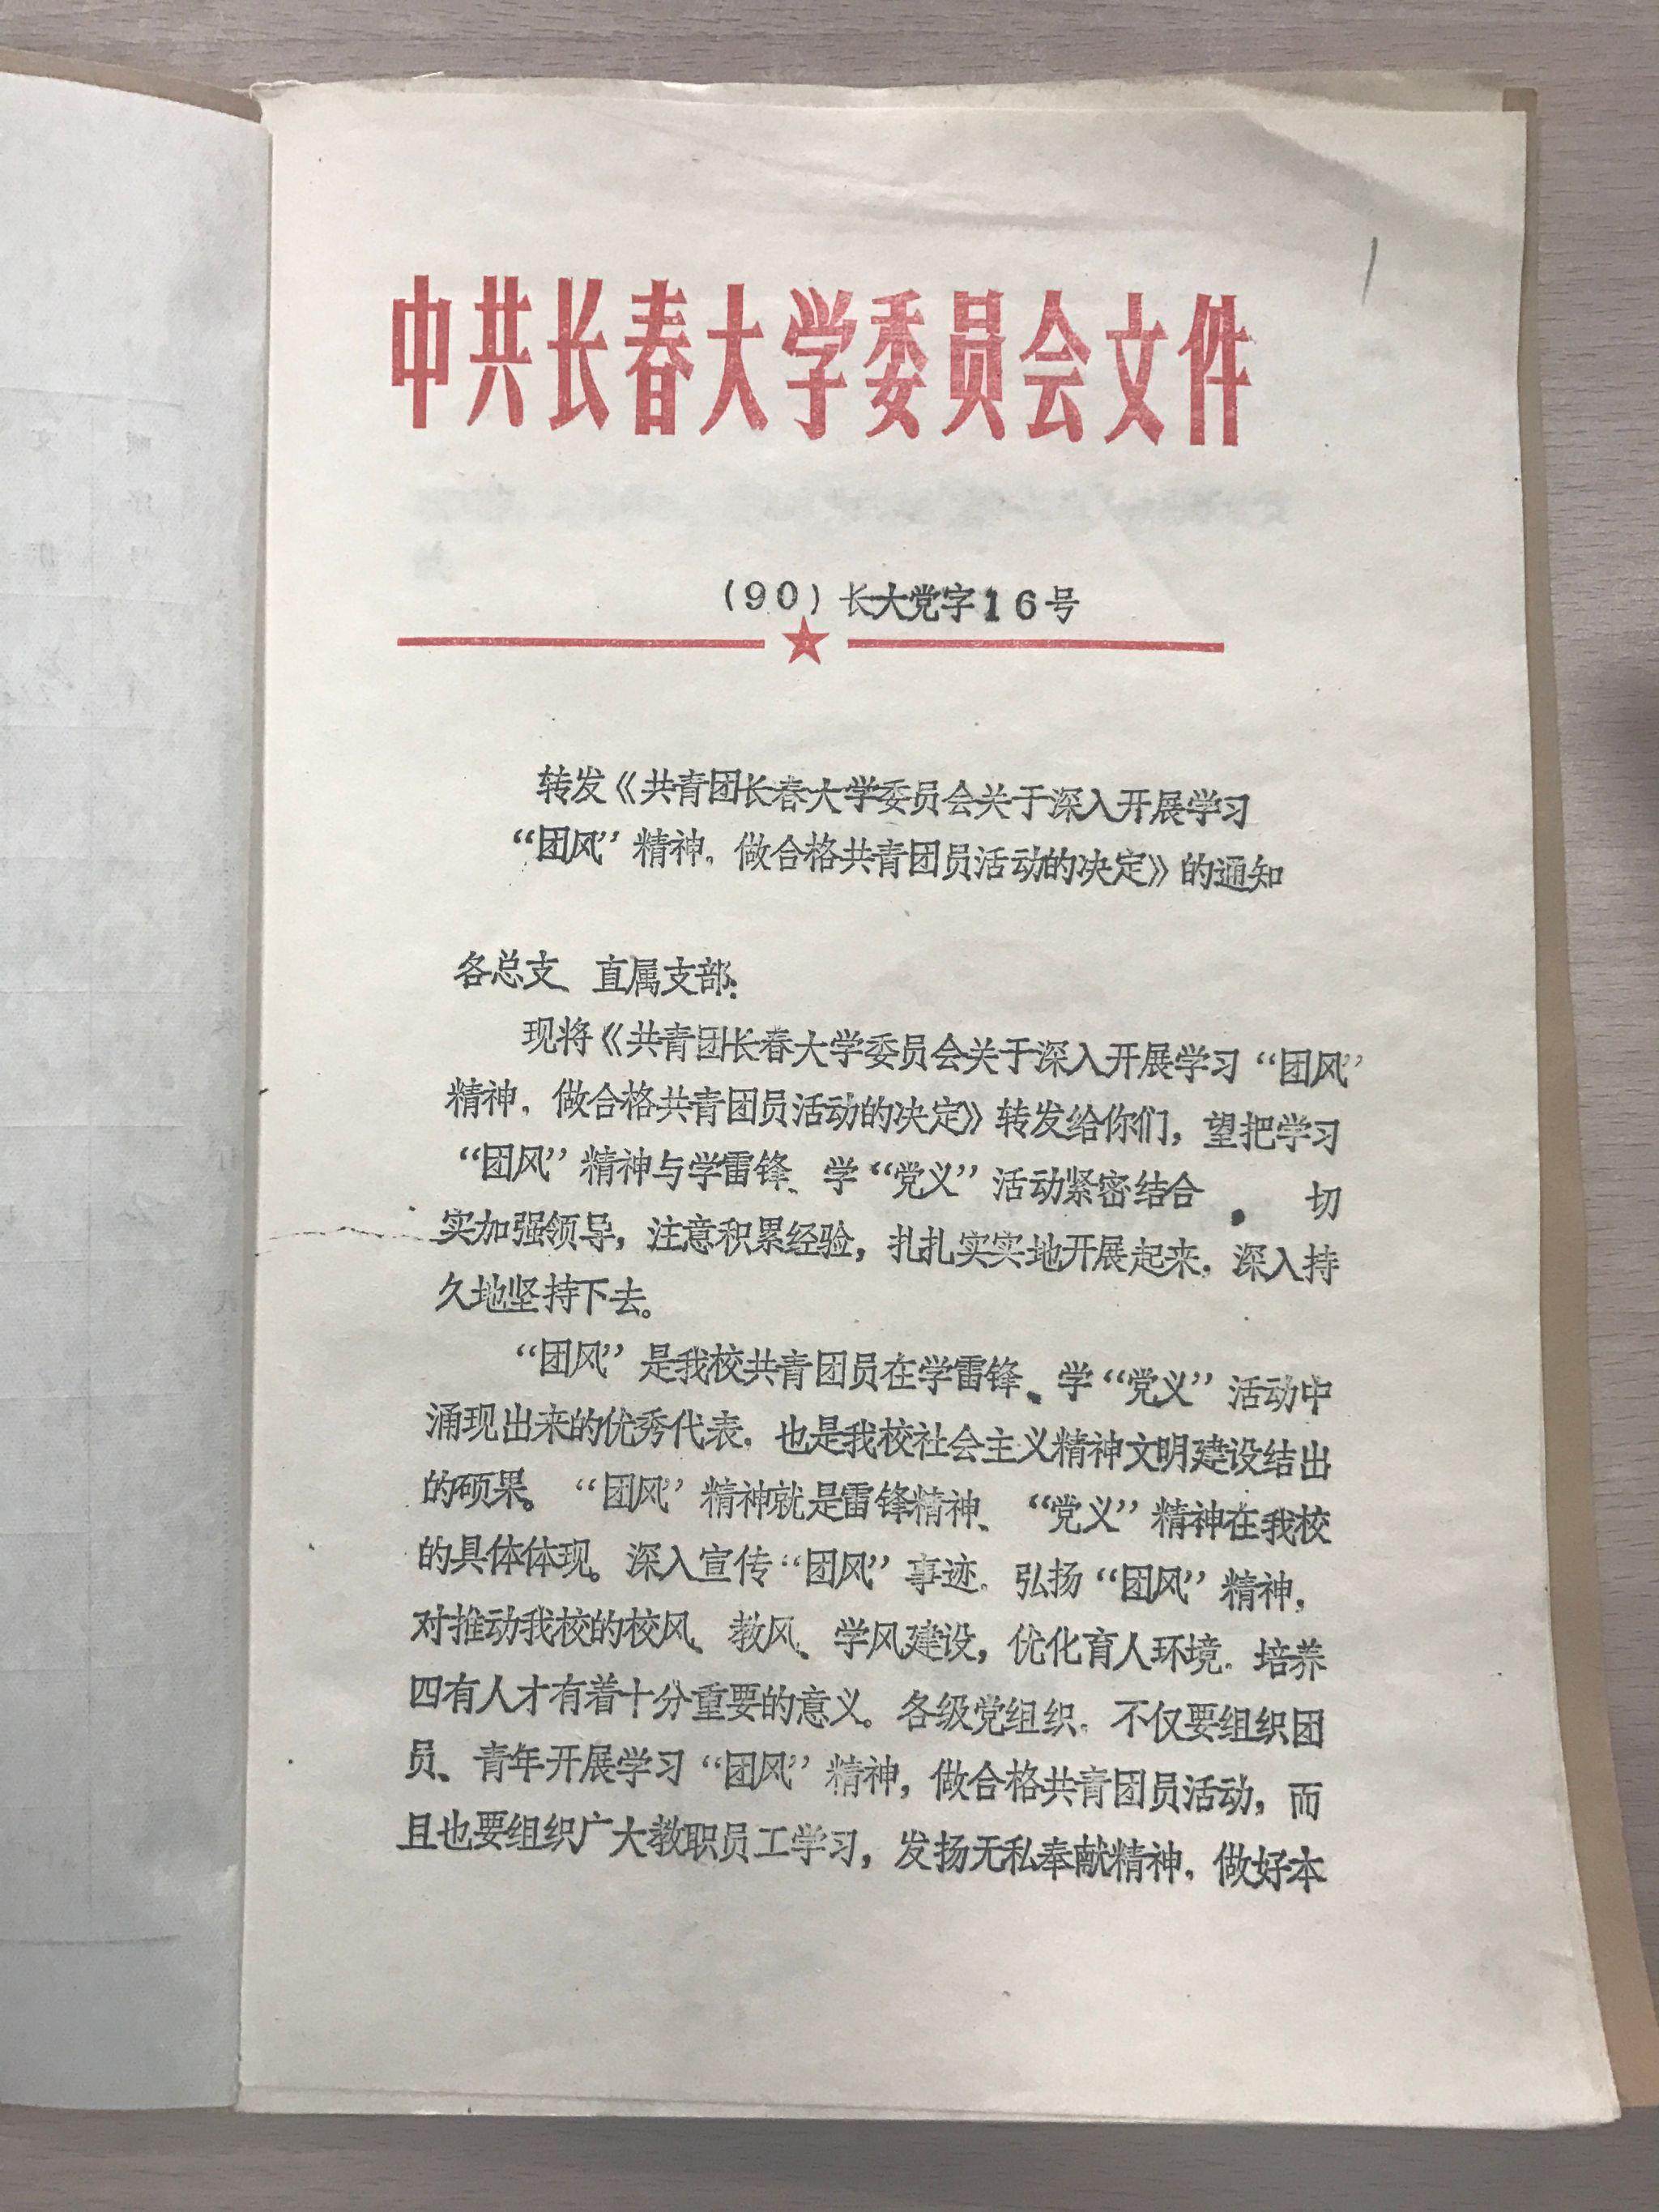 中共长春大学委员会文件
(90)长大党字16号
转发《共青团长春大学委员会关于深入开展学习
“团风”精神，做合格共青团员活动的决定》的通知
各总支、直属支部：
现将《共青团长春大学委员会关于深入开展学习“团风”
精神，做合格共青团员活动的决定》转发给你们，望把学习
“团风”精神与学雷锋、学“党义”活动紧密结合。 切
实加强领导，注意积累经验，扎扎实实地开展起来，深入持
久地坚持下去。
“团风”是我校共青团员在学雷锋、学“党义”活动中
涌现出来的优秀代表，也是我校社会主义精神文明建设结出
的硕果。“团风”精神就是雷锋精神、“党义”精神在我校
的具体体现。深入宣传“团风”事迹，弘扬“团风”精神，
对推动我校的校风、教风、学风建设，优化育人环境，培养
四有人才有着十分重要的意义。各级党组织，不仅要组织团
员、青年开展学习“团风”精神，做合格共青团员活动，而
且也要组织广大教职员工学习，发扬无私奉献精神，做好本